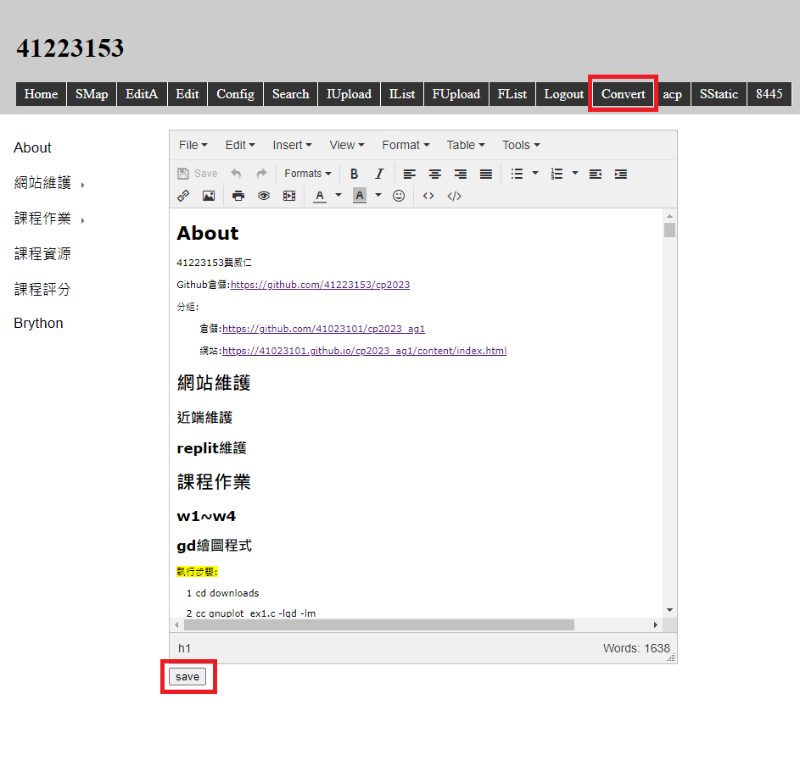 41223153
Home SMap EditA Edit Config Search IUpload IList FUpload FList Logout Convert acp SStatic 8445
About
網站維護
課程作業
課程資源
課程評分
Brython
File Edit Insert View Format Table Tools
Save Formats B I
A A
About
41223153龔威仁
Github倉儲:https://github.com/41223153/cp2023
分組:
倉儲:https://github.com/41023101/cp2023_ag1
網站:https://41023101.github.io/cp2023_ag1/content/index.html
網站維護
近端維護
replit維護
課程作業
w1~w4
gd繪圖程式
執行步驟:
1 cd downloads
2 cc gnuplot_ex1.c -lgd -lm
h1 Words: 1638
save